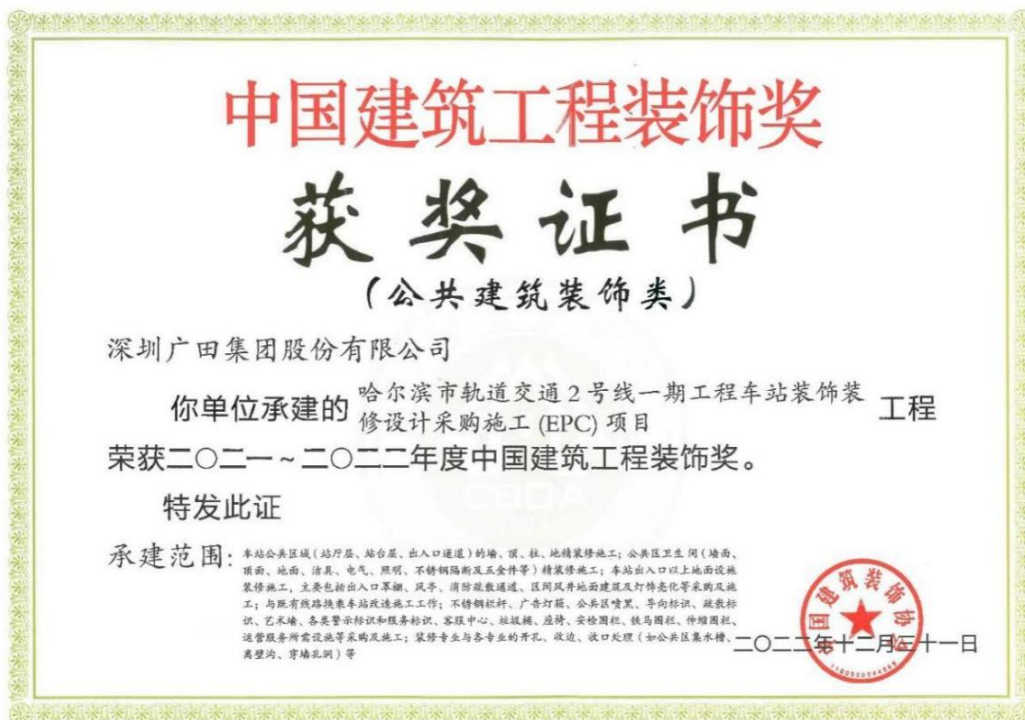 中国建筑工程装饰奖
获奖证书
(公共建筑装饰类)
深圳广田集团股份有限公司
你单位承建的 哈尔滨市轨道交通2号线一期工程车站装饰装修设计采购施工(EPC)项目 工程
荣获二〇二一~二〇二二年度中国建筑工程装饰奖。
特发此证
承建范围:
车站公共区域(站厅层、站台层、出入口通道)的墙、顶、柱、地精装修施工;公共区卫生间(墙面、
顶面、地面、洁具、电气、照明、不锈钢隔断及五金件等)精装修施工;车站出入口以上地面设施
装修施工,主要包括出入口罩棚、风亭、消防疏散通道、区间风井地面建筑及灯饰亮化等采购及施
工;与既有线路换乘车站改造施工工作;不锈钢栏杆、广告灯箱、公共区喷黑、导向标识、疏散标
识、艺术墙、各类警示标识和服务标识、客服中心、垃圾桶、座椅、安检围栏、铁马围栏、伸缩围栏、
运营服务所需设施等采购及施工;装修专业与各专业的开孔、收边、收口处理(如公共区集水槽、
离壁沟、穿墙孔洞)等
二〇二二年十二月三十一日
中国建筑装饰协会
CBDA